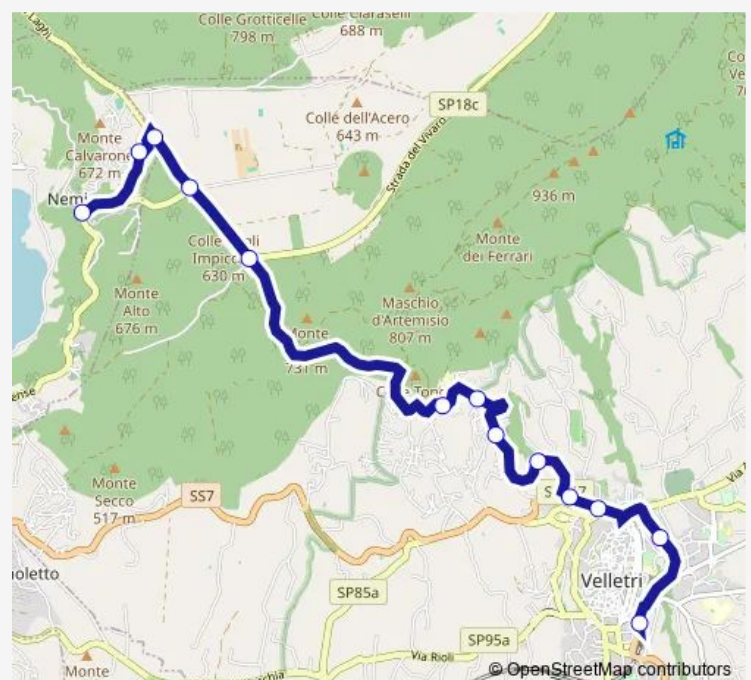 Laghi
Colle Grotticelle
798 m
Colle Ciaraselli
688 m
SP18c
Colle dell'Acero
643 m
Strada del Vivaro
Monte
Calvarone
672 m
Nemi
936 m
Colle
Impicc
630 m
Monte
dei Ferrari
Monte
Alto
676 m
Maschio
d'Artemisio
807 m
Monte
731 m
Monte
Secco
517 m
SS7
Velletri
SP85a
SP95a
Via Rioli
Monte
© OpenStreetMap contributors